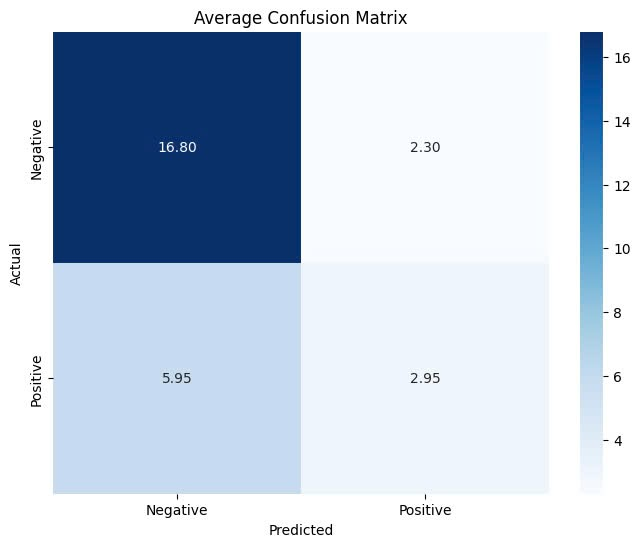 Average Confusion Matrix
Negative
16.80
2.30
Actual
Positive
5.95
2.95
Negative
Positive
Predicted
16
14
12
10
8
6
4